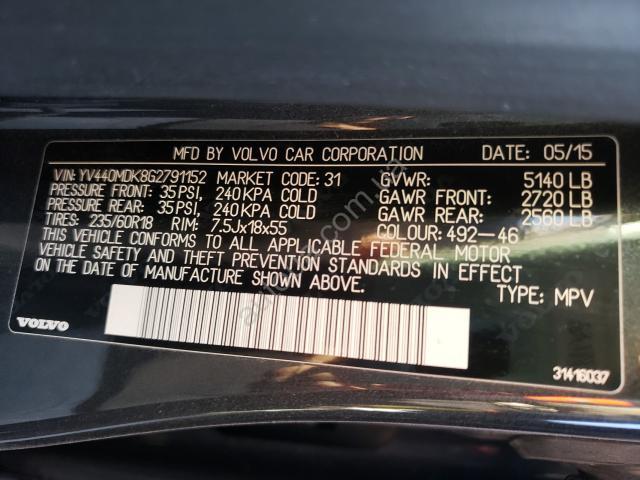 MFD BY VOLVO CAR CORPORATION DATE: 05/15
VIN: YV440MDK8G2791152 MARKET CODE: 31 GVWR: 5140 LB
PRESSURE FRONT: 35 PSI, 240 KPA COLD GAWR FRONT: 2720 LB
PRESSURE REAR: 35 PSI, 240 KPA COLD GAWR REAR: 2560 LB
TIRES: 235/60R18 RIM: 7.5Jx18x55 COLOUR: 492-46
THIS VEHICLE CONFORMS TO ALL APPLICABLE FEDERAL MOTOR
VEHICLE SAFETY AND THEFT PREVENTION STANDARDS IN EFFECT
ON THE DATE OF MANUFACTURE SHOWN ABOVE.
TYPE: MPV
VOLVO
31416037